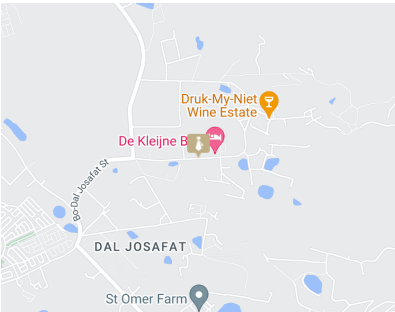 Druk-My-Niet
Wine Estate
De Kleijne B
Bo-Dal Josafat St
DAL JOSAFAT
St Omer Farm